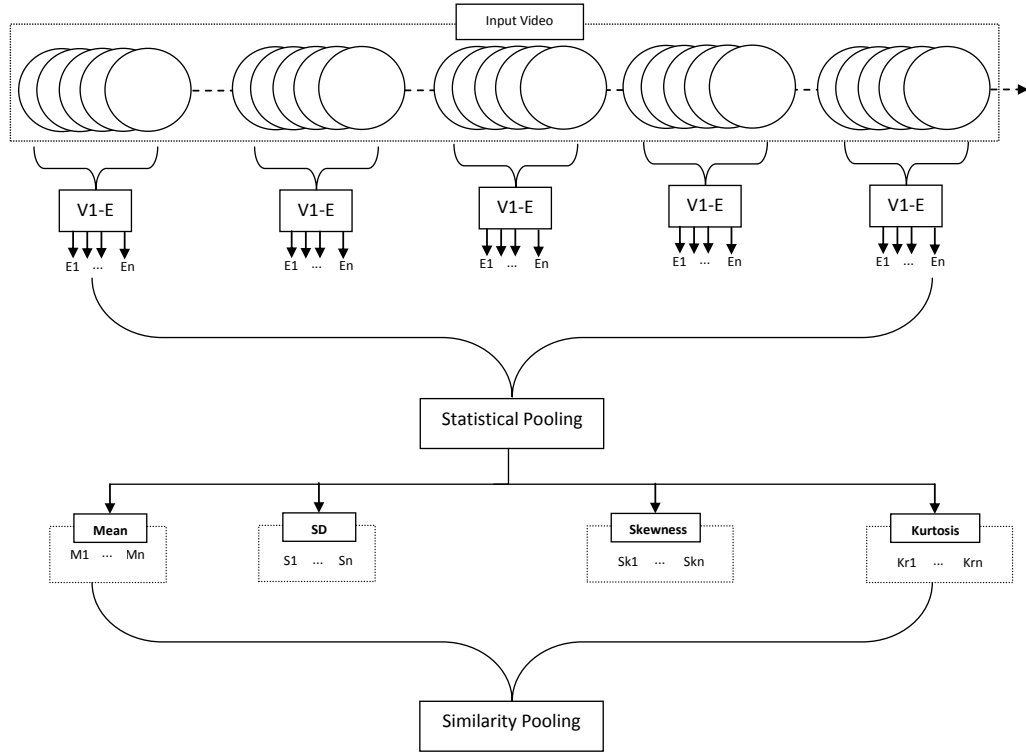 Input Video
V1-E V1-E V1-E V1-E V1-E
E1 ... En E1 ... En E1 ... En E1 ... En E1 ... En
Statistical Pooling
Mean SD Skewness Kurtosis
M1 ... Mn S1 ... Sn Sk1 ... Skn Kr1 ... Krn
Similarity Pooling